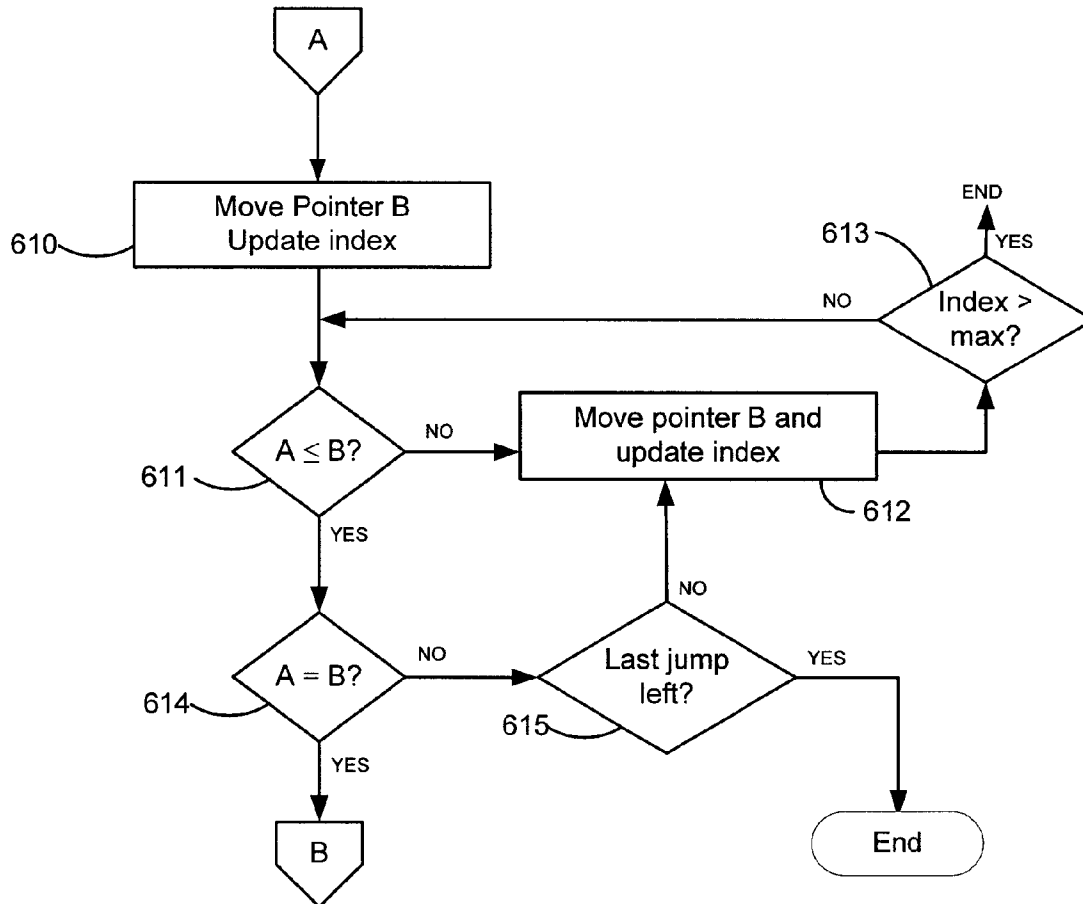 A
Move Pointer B
Update index
610
END
YES
613
Index >
max?
NO
A ≤ B?
NO
611
YES
Move pointer B and
update index
612
NO
A = B?
NO
614
YES
Last jump
left?
615
YES
B
End